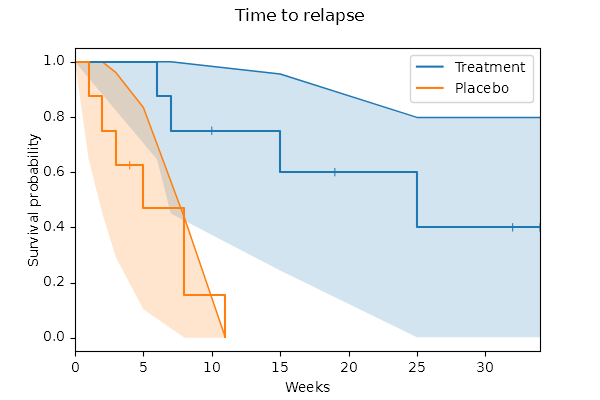 Time to relapse
Treatment
Placebo
Survival probability
1.0
0.8
0.6
0.4
0.2
0.0
0 5 10 15 20 25 30
Weeks